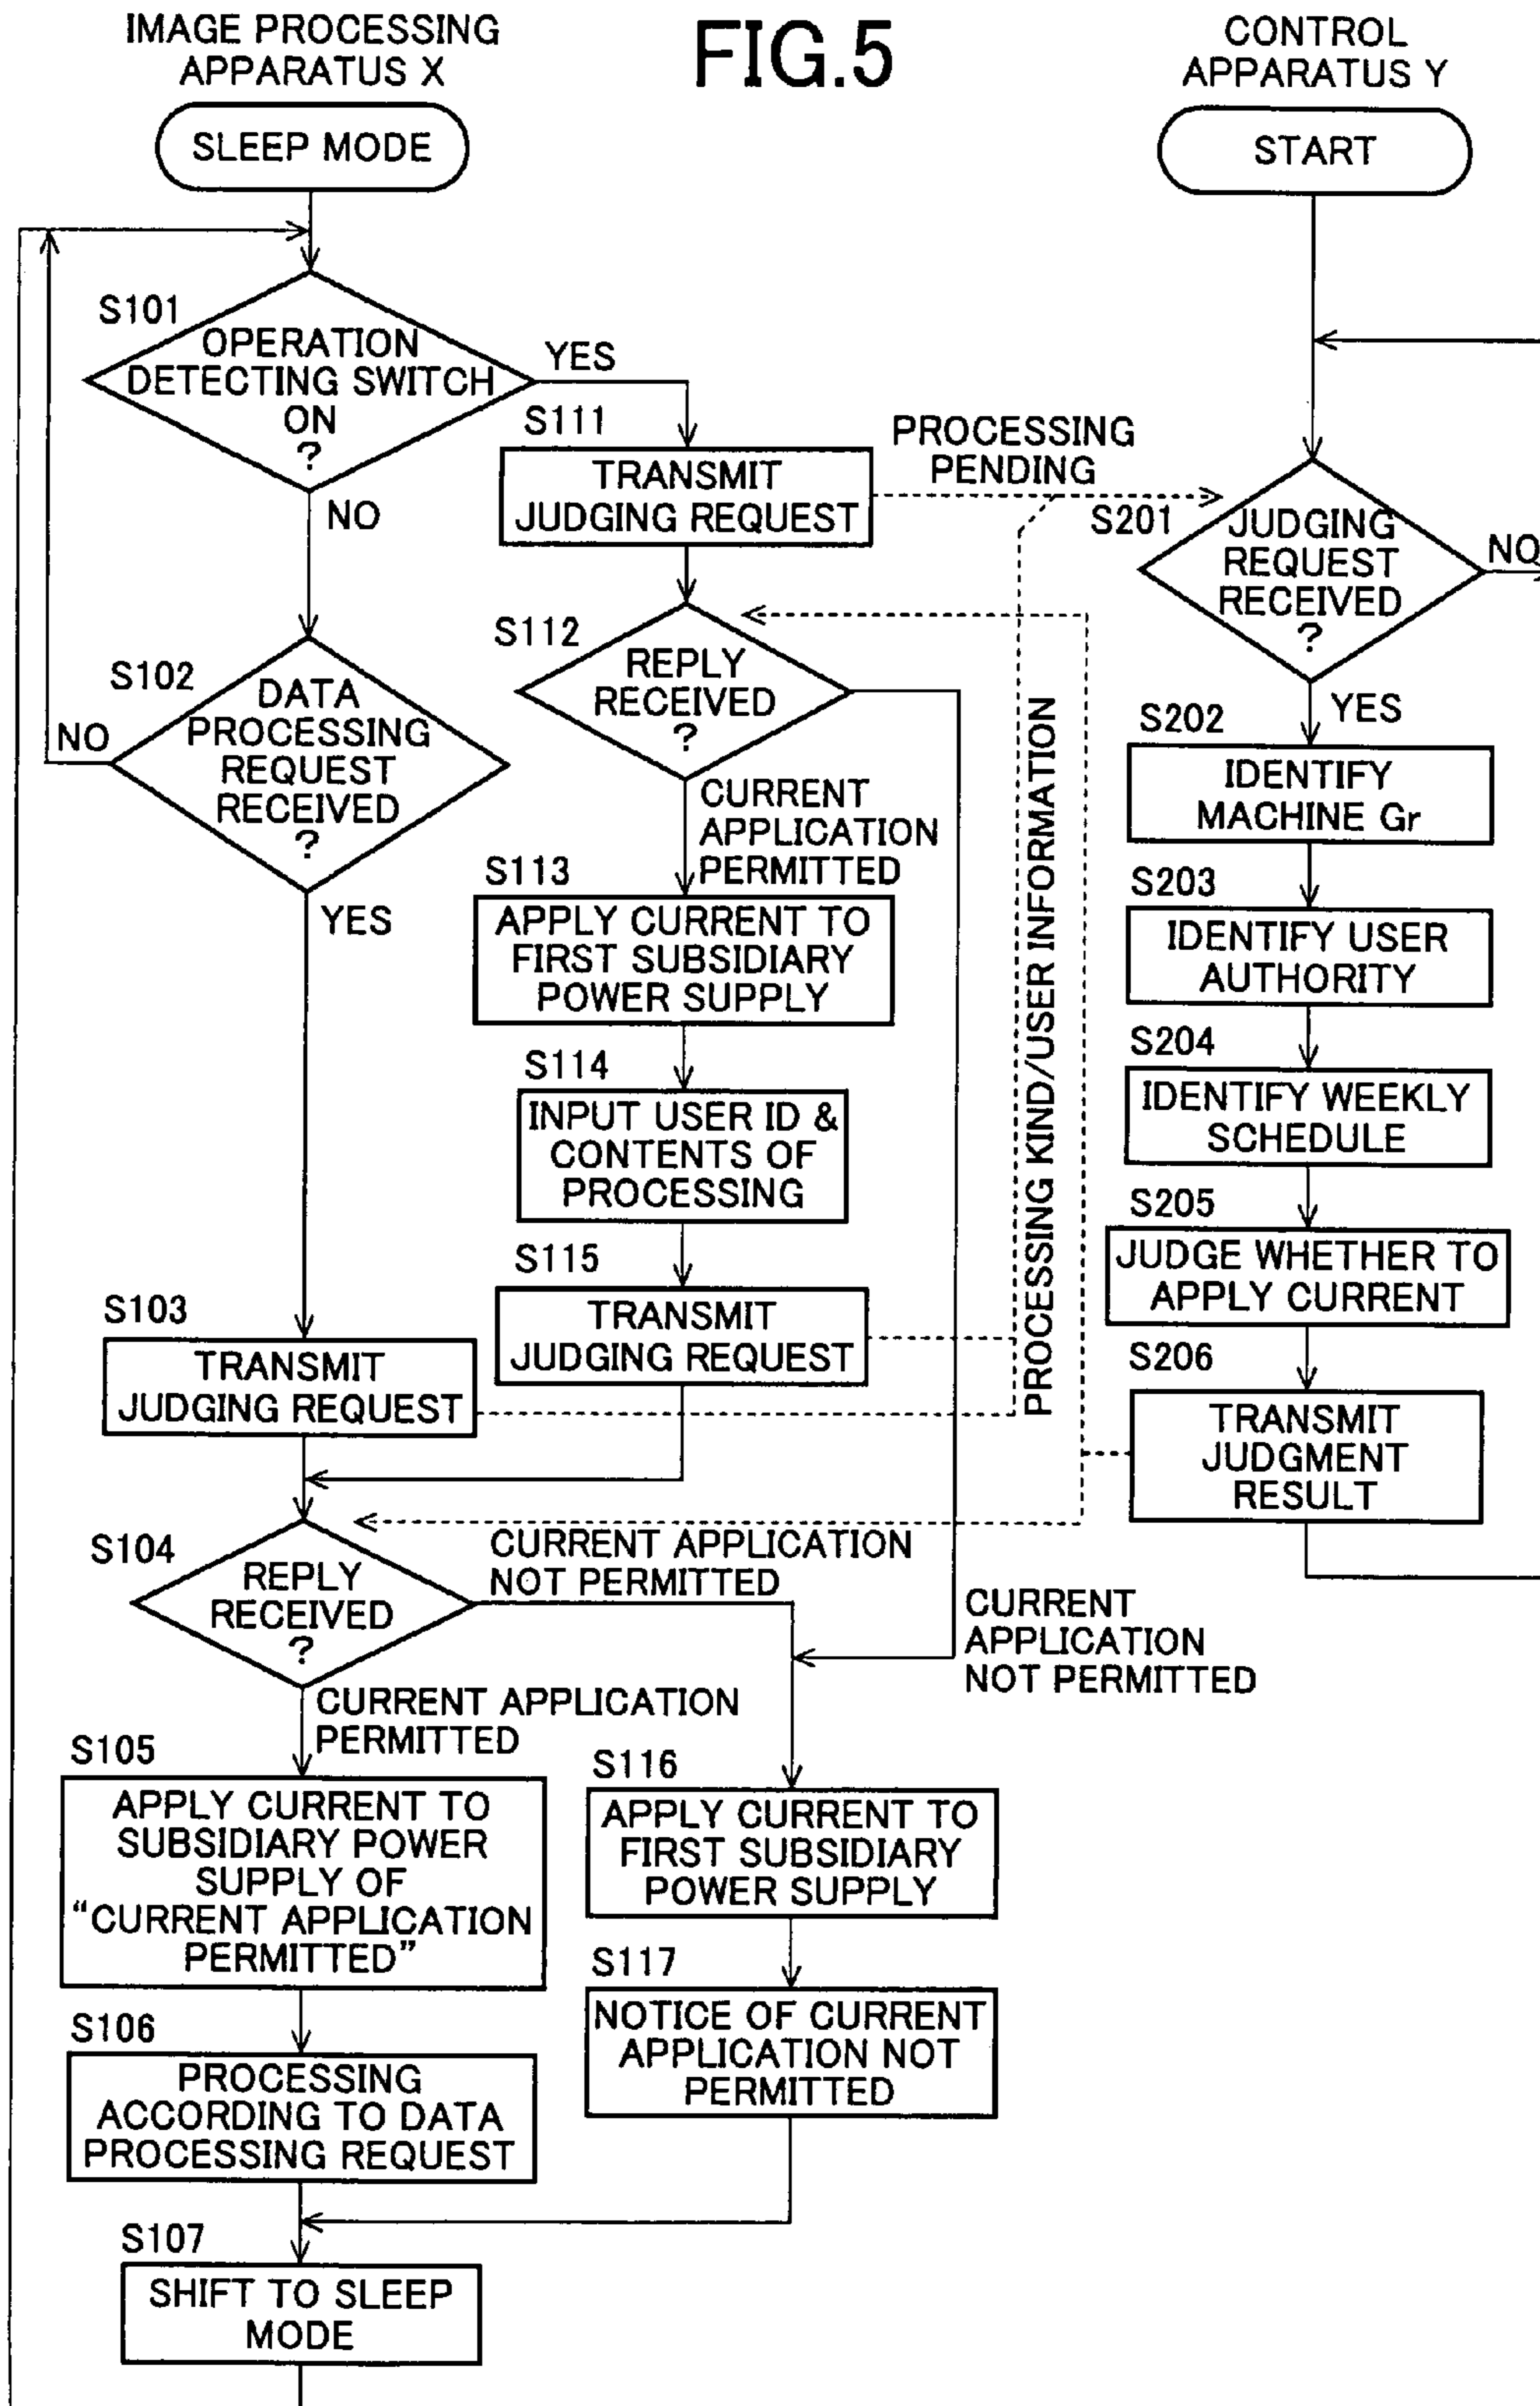 FIG.5
IMAGE PROCESSING
APPARATUS X
SLEEP MODE
S101
OPERATION
DETECTING SWITCH
ON
?
YES
NO
S102
DATA
PROCESSING
REQUEST
RECEIVED
?
NO
YES
S103
TRANSMIT
JUDGING REQUEST
S104
REPLY
RECEIVED
?
CURRENT APPLICATION
NOT PERMITTED
CURRENT APPLICATION
PERMITTED
S105
APPLY CURRENT TO
SUBSIDIARY POWER
SUPPLY OF
“CURRENT APPLICATION
PERMITTED”
S106
PROCESSING
ACCORDING TO DATA
PROCESSING REQUEST
S107
SHIFT TO SLEEP
MODE
S111
TRANSMIT
JUDGING REQUEST
PROCESSING
PENDING
S112
REPLY
RECEIVED
?
CURRENT
APPLICATION
PERMITTED
S113
APPLY CURRENT TO
FIRST SUBSIDIARY
POWER SUPPLY
S114
INPUT USER ID &
CONTENTS OF
PROCESSING
S115
TRANSMIT
JUDGING REQUEST
PROCESSING KIND/USER INFORMATION
CURRENT
APPLICATION
NOT PERMITTED
S116
APPLY CURRENT TO
FIRST SUBSIDIARY
POWER SUPPLY
S117
NOTICE OF CURRENT
APPLICATION NOT
PERMITTED
CONTROL
APPARATUS Y
START
S201
JUDGING
REQUEST
RECEIVED
?
NO
YES
S202
IDENTIFY
MACHINE Gr
S203
IDENTIFY USER
AUTHORITY
S204
IDENTIFY WEEKLY
SCHEDULE
S205
JUDGE WHETHER TO
APPLY CURRENT
S206
TRANSMIT
JUDGMENT
RESULT